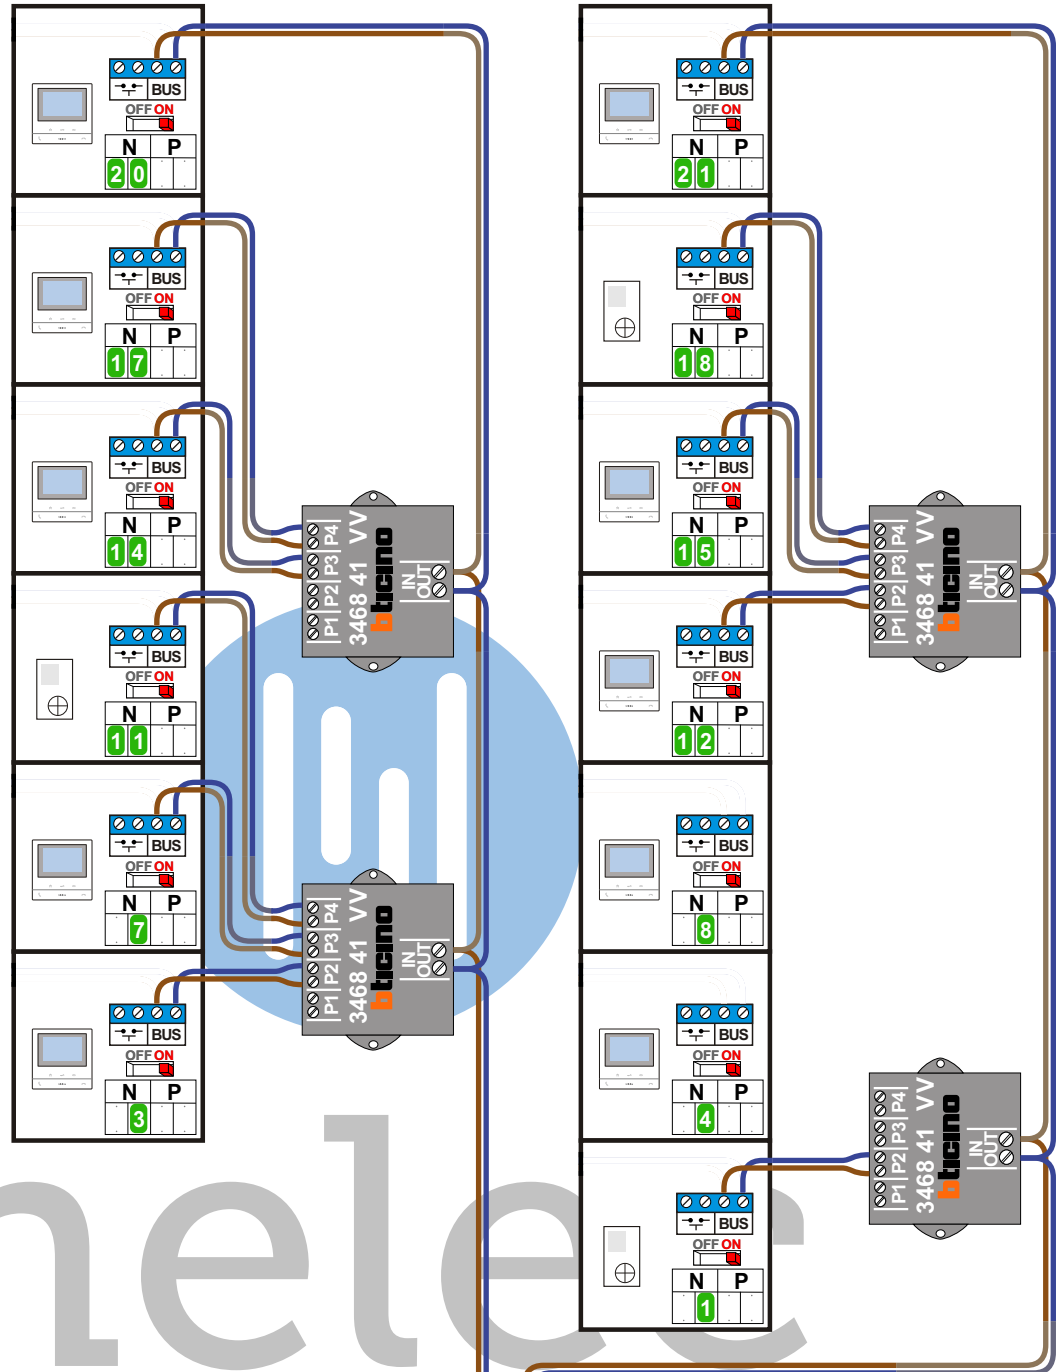 BUS
OFF ON
N P
2 0
BUS
OFF ON
N P
1 7
BUS
OFF ON
N P
1 4
BUS
OFF ON
N P
1 1
BUS
OFF ON
N P
7
BUS
OFF ON
N P
3
P1 P2 P3 P4
3468 41 VV
bticino
IN
OUT
P1 P2 P3 P4
3468 41 VV
bticino
IN
OUT
BUS
OFF ON
N P
2 1
BUS
OFF ON
N P
1 8
BUS
OFF ON
N P
1 5
BUS
OFF ON
N P
1 2
BUS
OFF ON
N P
8
BUS
OFF ON
N P
4
BUS
OFF ON
N P
1
P1 P2 P3 P4
3468 41 VV
bticino
IN
OUT
P1 P2 P3 P4
3468 41 VV
bticino
IN
OUT
nelec